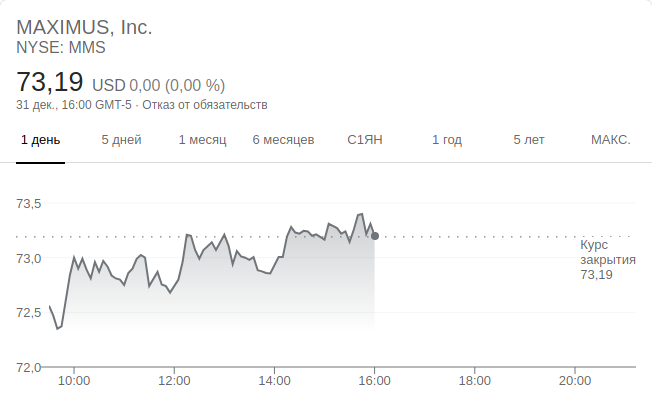 MAXIMUS, Inc.
NYSE: MMS
73,19 USD 0,00 (0,00 %)
31 дек., 16:00 GMT-5 · Отказ от обязательств
1 день 5 дней 1 месяц 6 месяцев С1ЯН 1 год 5 лет МАКС.
73,5
73,0
72,5
72,0
Курс
закрытия
73,19
10:00 12:00 14:00 16:00 18:00 20:00